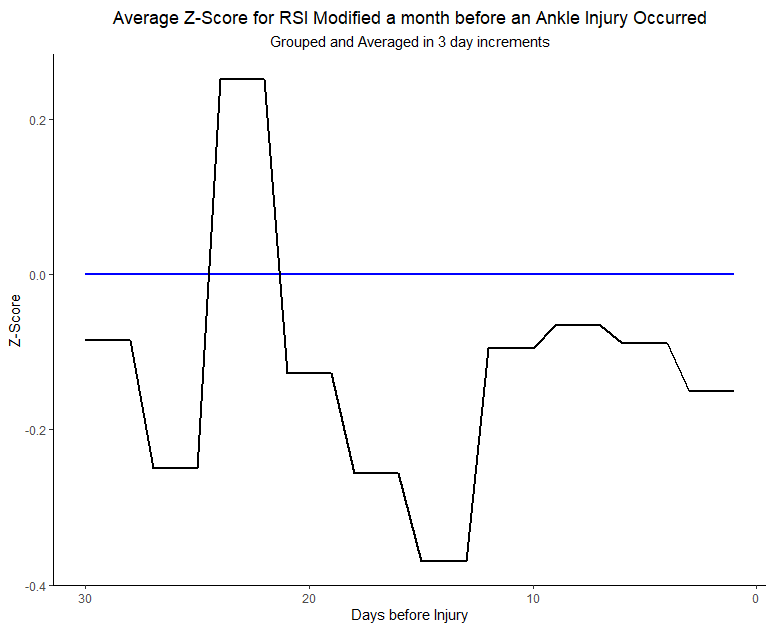 Average Z-Score for RSI Modified a month before an Ankle Injury Occurred
Grouped and Averaged in 3 day increments
0.2
0.0
-0.2
-0.4
Z-Score
30 20 10 0
Days before Injury